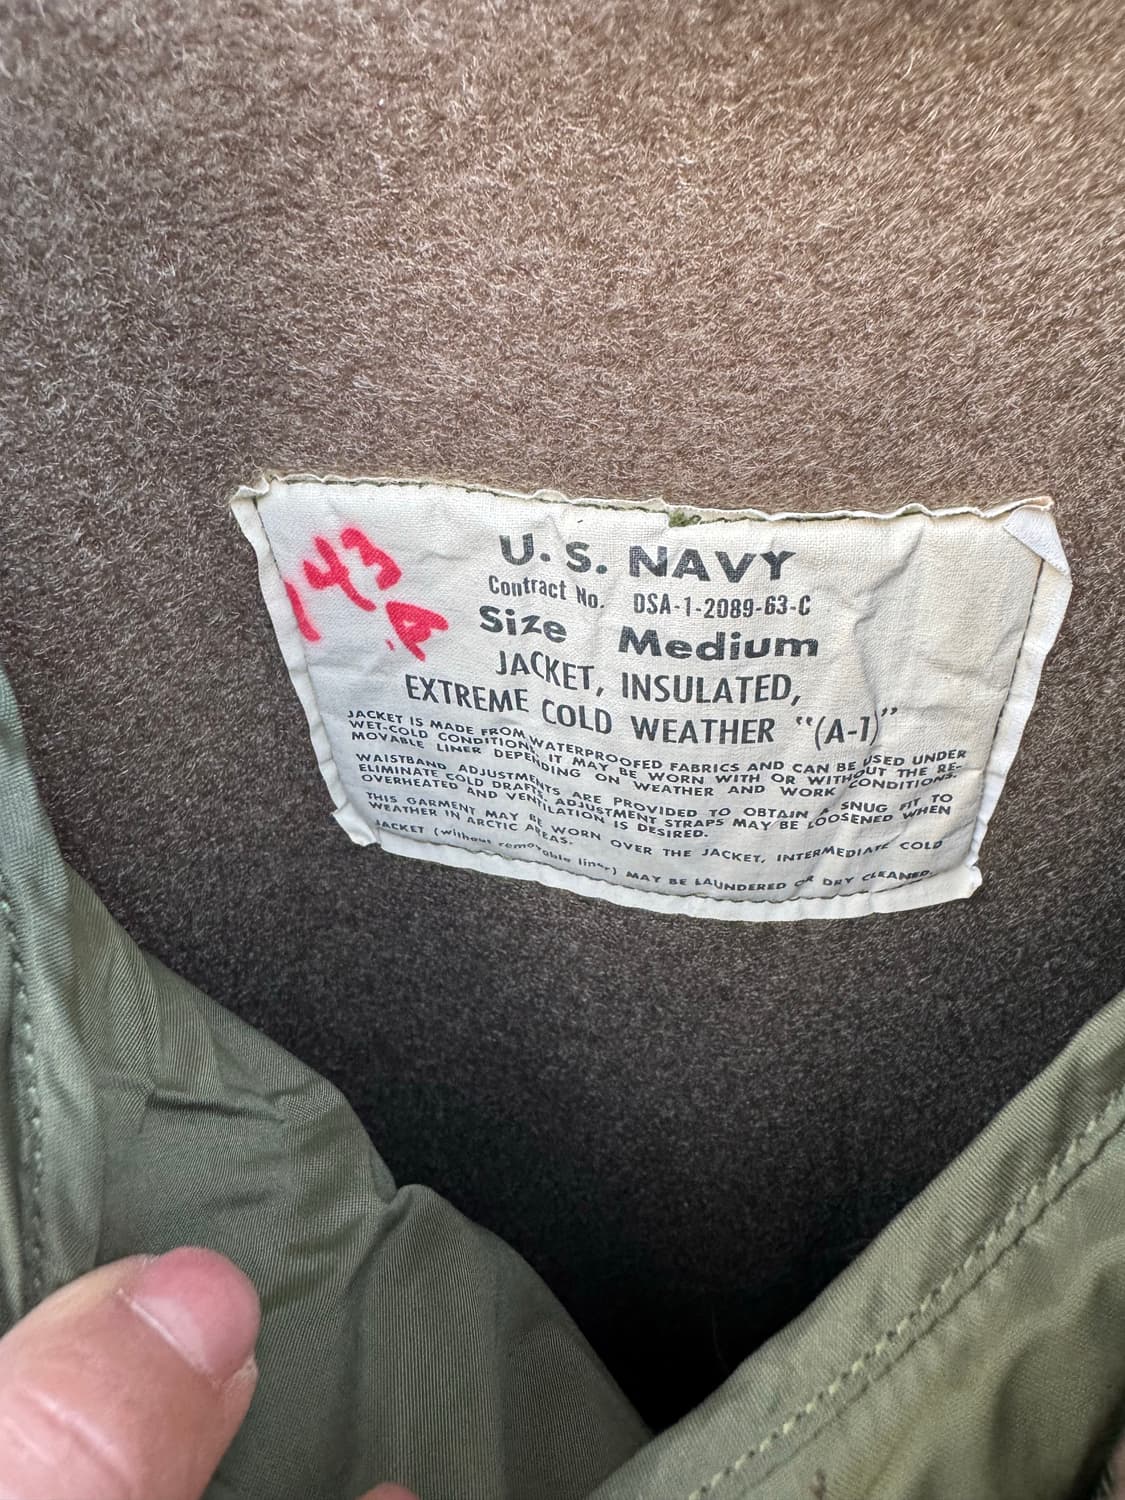 143
A
U. S. NAVY
Contract No. DSA-1-2089-63-C
Size Medium
JACKET, INSULATED,
EXTREME COLD WEATHER "(A-1)"
JACKET IS MADE FROM WATERPROOFED FABRICS AND CAN BE USED UNDER
WET-COLD CONDITIONS. IT MAY BE WORN WITH OR WITHOUT THE RE-
MOVABLE LINER DEPENDING ON WEATHER AND WORK CONDITIONS.
WAISTBAND ADJUSTMENTS ARE PROVIDED TO OBTAIN A SNUG FIT TO
ELIMINATE COLD DRAFTS. ADJUSTMENT STRAPS MAY BE LOOSENED WHEN
OVERHEATED AND VENTILATION IS DESIRED.
THIS GARMENT MAY BE WORN OVER THE JACKET, INTERMEDIATE COLD
WEATHER IN ARCTIC AREAS.
JACKET (without removable liner) MAY BE LAUNDERED OR DRY CLEANED.